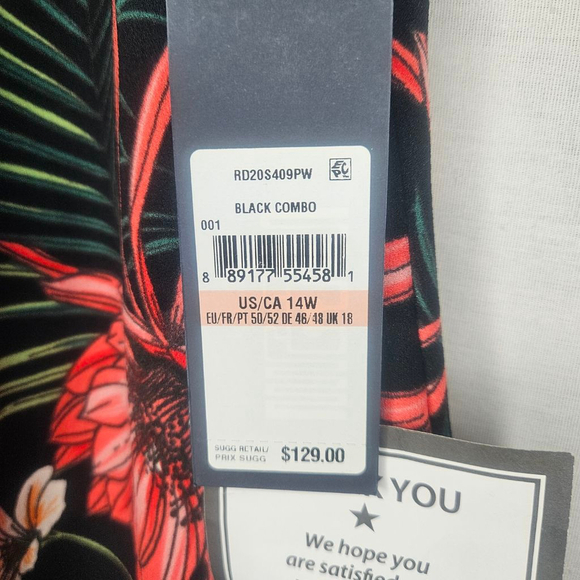 RD20S409PW
BLACK COMBO
001
8 89177 55458 1
US/CA 14W
EU/FR/PT 50/52 DE 46/48 UK 18
SUGG RETAIL/
PRIX SUGG $129.00
YOU
We hope you
are satisfied